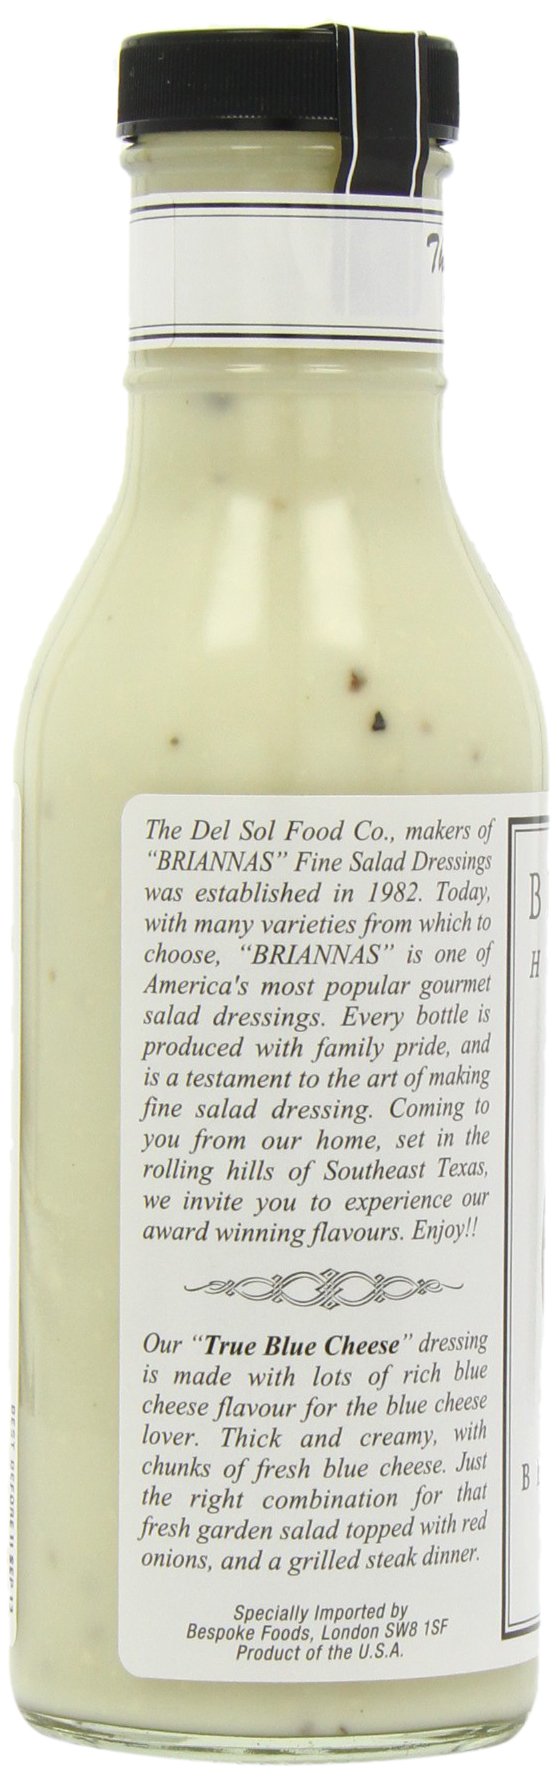 Th
The Del Sol Food Co., makers of
“BRIANNAS” Fine Salad Dressings
was established in 1982. Today,
with many varieties from which to
choose, “BRIANNAS” is one of
America's most popular gourmet
salad dressings. Every bottle is
produced with family pride, and
is a testament to the art of making
fine salad dressing. Coming to
you from our home, set in the
rolling hills of Southeast Texas,
we invite you to experience our
award winning flavours. Enjoy!!
Our “True Blue Cheese” dressing
is made with lots of rich blue
cheese flavour for the blue cheese
lover. Thick and creamy, with
chunks of fresh blue cheese. Just
the right combination for that
fresh garden salad topped with red
onions, and a grilled steak dinner.
Specially Imported by
Bespoke Foods, London SW8 1SF
Product of the U.S.A.
B
H
B
BEST BEFORE 11 SEP 13